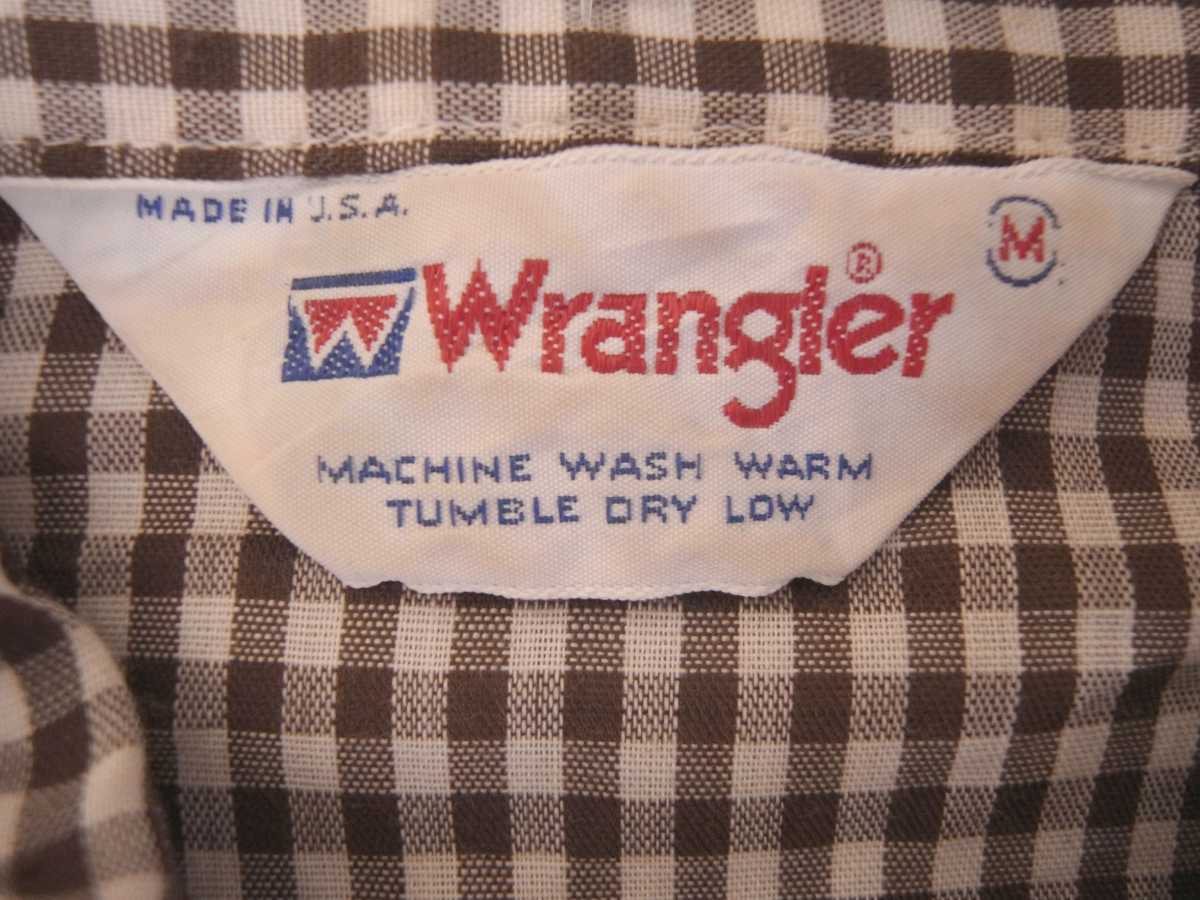 MADE IN U.S.A.
M
W Wrangler®
MACHINE WASH WARM
TUMBLE DRY LOW